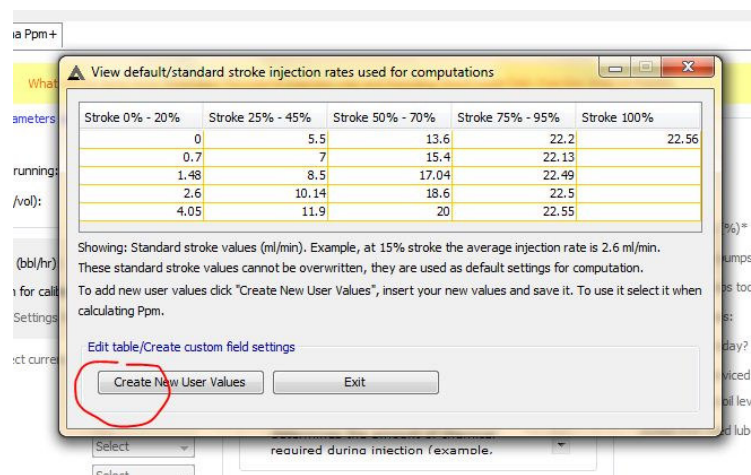 a Ppm+
What
View default/standard stroke injection rates used for computations
ameters
Stroke 0% - 20% Stroke 25% - 45% Stroke 50% - 70% Stroke 75% - 95% Stroke 100%
0 5.5 13.6 22.2 22.56
0.7 7 15.4 22.13
running: 1.48 8.5 17.04 22.49
2.6 10.14 18.6 22.5
/vol): 4.05 11.9 20 22.55
%)*
Showing: Standard stroke values (ml/min). Example, at 15% stroke the average injection rate is 2.6 ml/min.
(bbl/hr) These standard stroke values cannot be overwritten, they are used as default settings for computation. umps
n for calib To add new user values click "Create New User Values", insert your new values and save it. To use it select it when
calculating Ppm.
Settings s:
Edit table/Create custom field settings day?
ect curre
Create New User Values Exit viced
oil lev
d lub
Select
required during injection (example,
Select